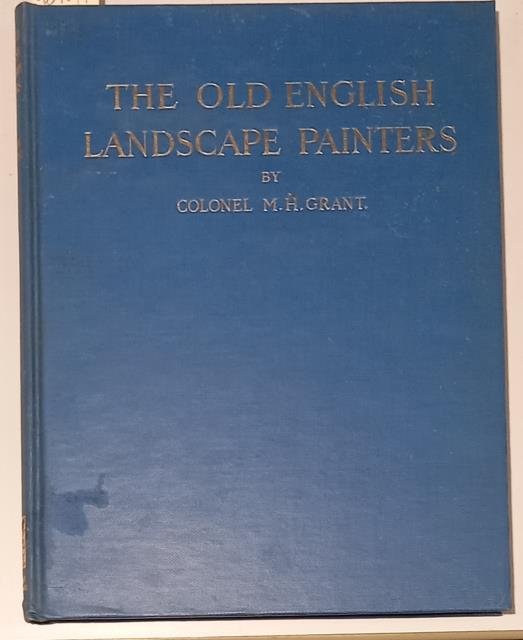 THE OLD ENGLISH
LANDSCAPE PAINTERS
BY
COLONEL M.H.GRANT.